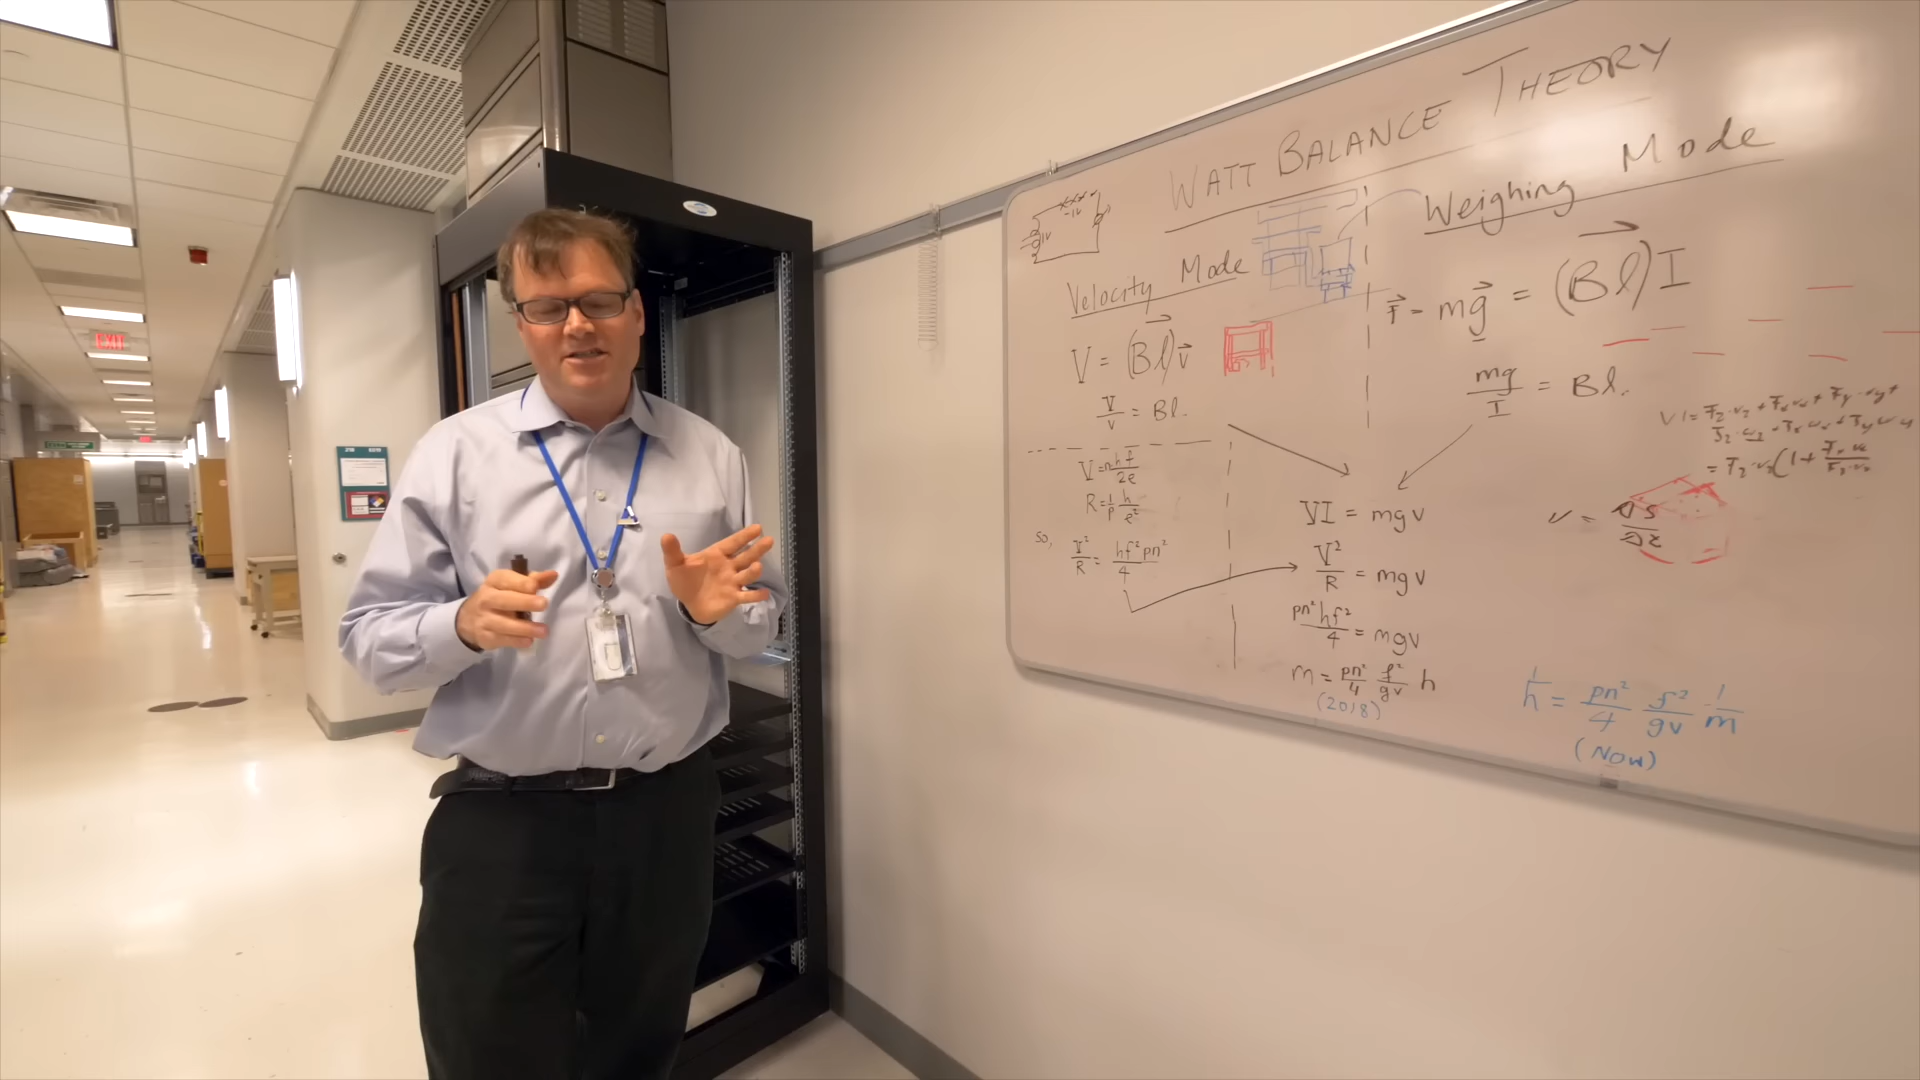 EXIT
WATT BALANCE THEORY
1V
-1V
Velocity Mode
V = (Bl)v
V/v = Bl.
V = n hf/2e
R = 1/p h/e²
So, V²/R = hf²pn²/4
Weighing Mode
F = mg = (Bl)I
mg/I = Bl.
VI = mgv
V²/R = mgv
pn²hf²/4 = mgv
m = pn²/4 f²/gv h
(2018)
1/h = pn²/4 f²/gv 1/m
(NOW)